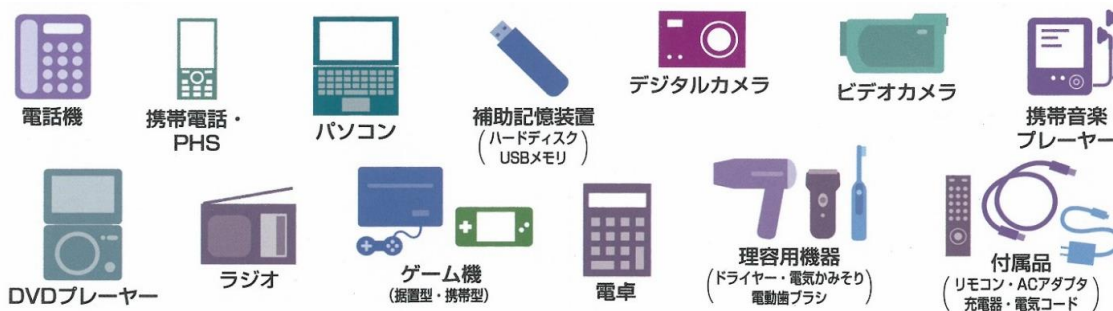 電話機
携帯電話・
PHS
パソコン
補助記憶装置
(ハードディスク
USBメモリ)
デジタルカメラ
ビデオカメラ
携帯音楽
プレーヤー
DVDプレーヤー
ラジオ
ゲーム機
(据置型・携帯型)
電卓
理容用機器
(ドライヤー・電気かみそり
電動歯ブラシ)
付属品
(リモコン・ACアダプタ
充電器・電気コード)